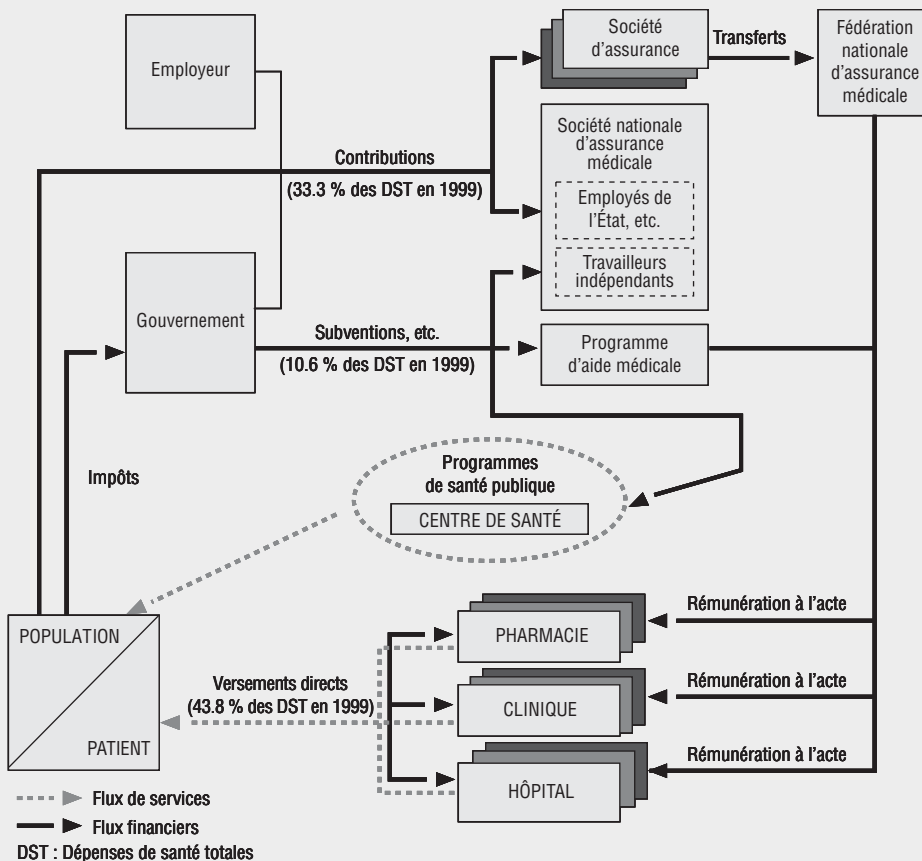 Employeur
Société
d'assurance
Transferts
Fédération
nationale
d'assurance
médicale
Société nationale
d'assurance
médicale
Employés de
l'État, etc.
Travailleurs
indépendants
Contributions
(33.3 % des DST en 1999)
Gouvernement
Subventions, etc.
(10.6 % des DST en 1999)
Programme
d'aide médicale
Impôts
Programmes
de santé publique
CENTRE DE SANTÉ
POPULATION
PATIENT
Versements directs
(43.8 % des DST en 1999)
PHARMACIE
Rémunération à l'acte
CLINIQUE
Rémunération à l'acte
HÔPITAL
Rémunération à l'acte
Flux de services
Flux financiers
DST : Dépenses de santé totales